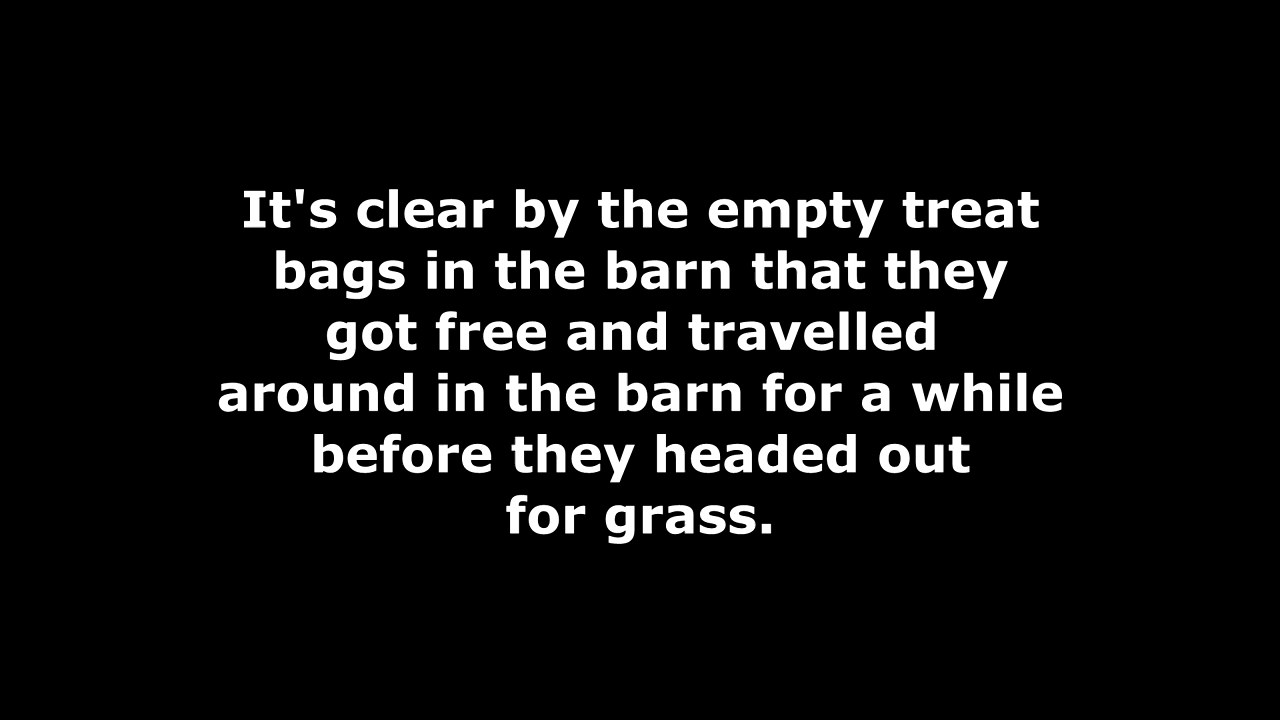 It's clear by the empty treat
bags in the barn that they
got free and travelled
around in the barn for a while
before they headed out
for grass.